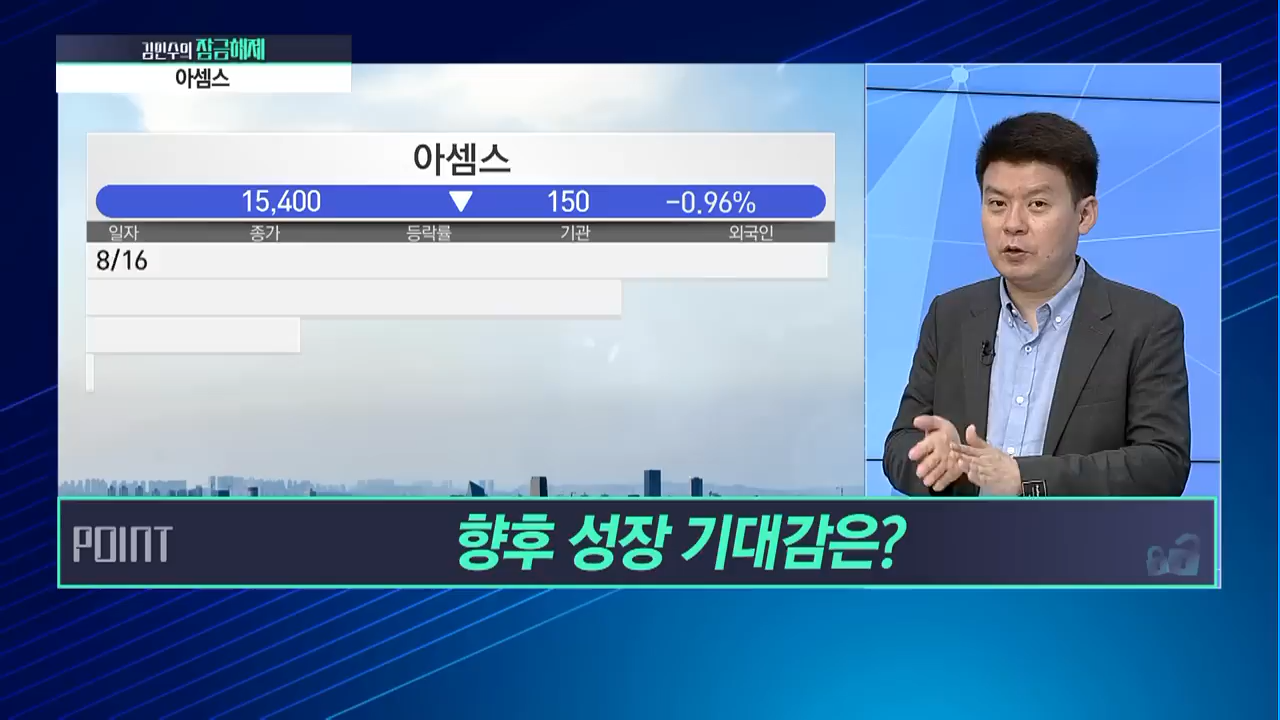 김민수의 잠금해제
아셈스
아셈스
15,400 ▼ 150 -0.96%
일자 종가 등락률 기관 외국인
8/16
POINT 향후 성장 기대감은?